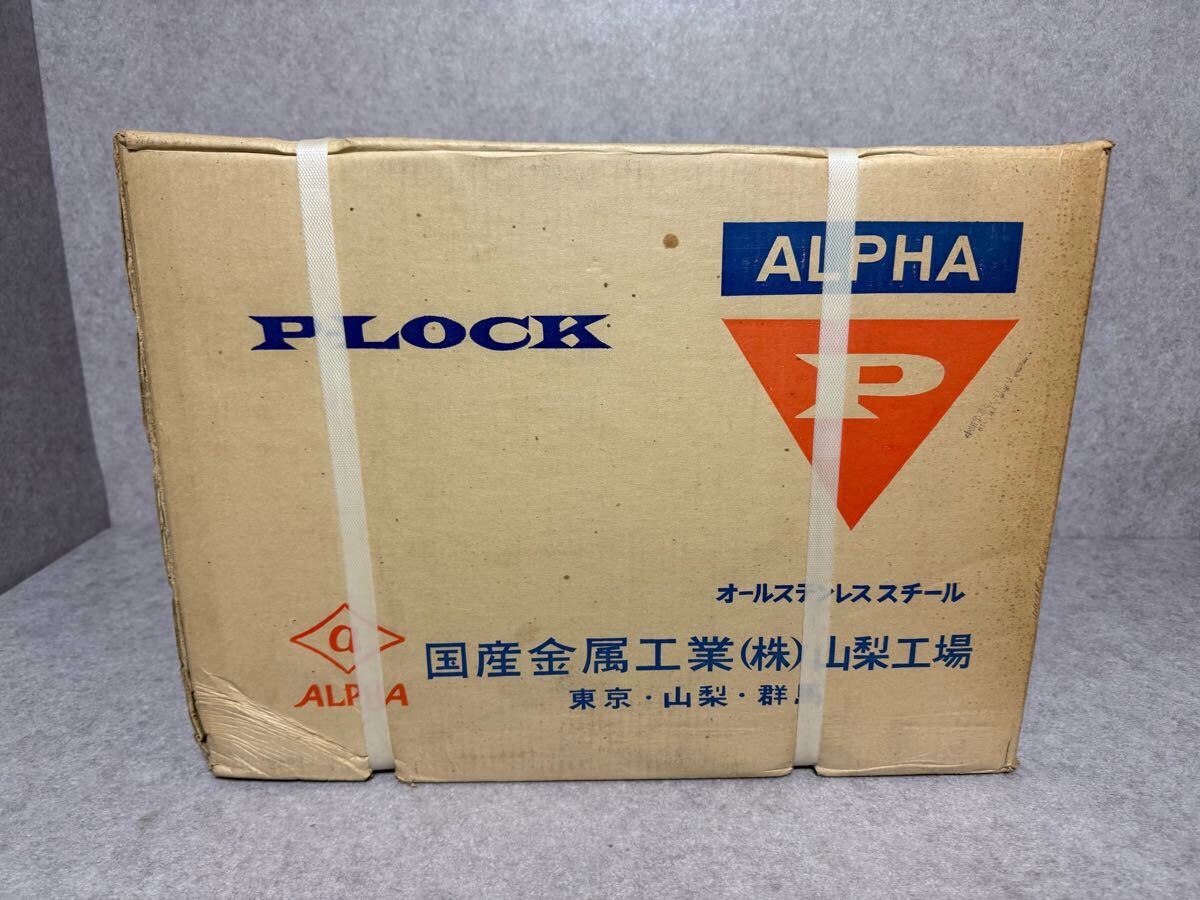 ALPHA
P-LOCK
P
オールステンレススチール
α
ALPHA
国産金属工業(株)山梨工場
東京・山梨・群馬